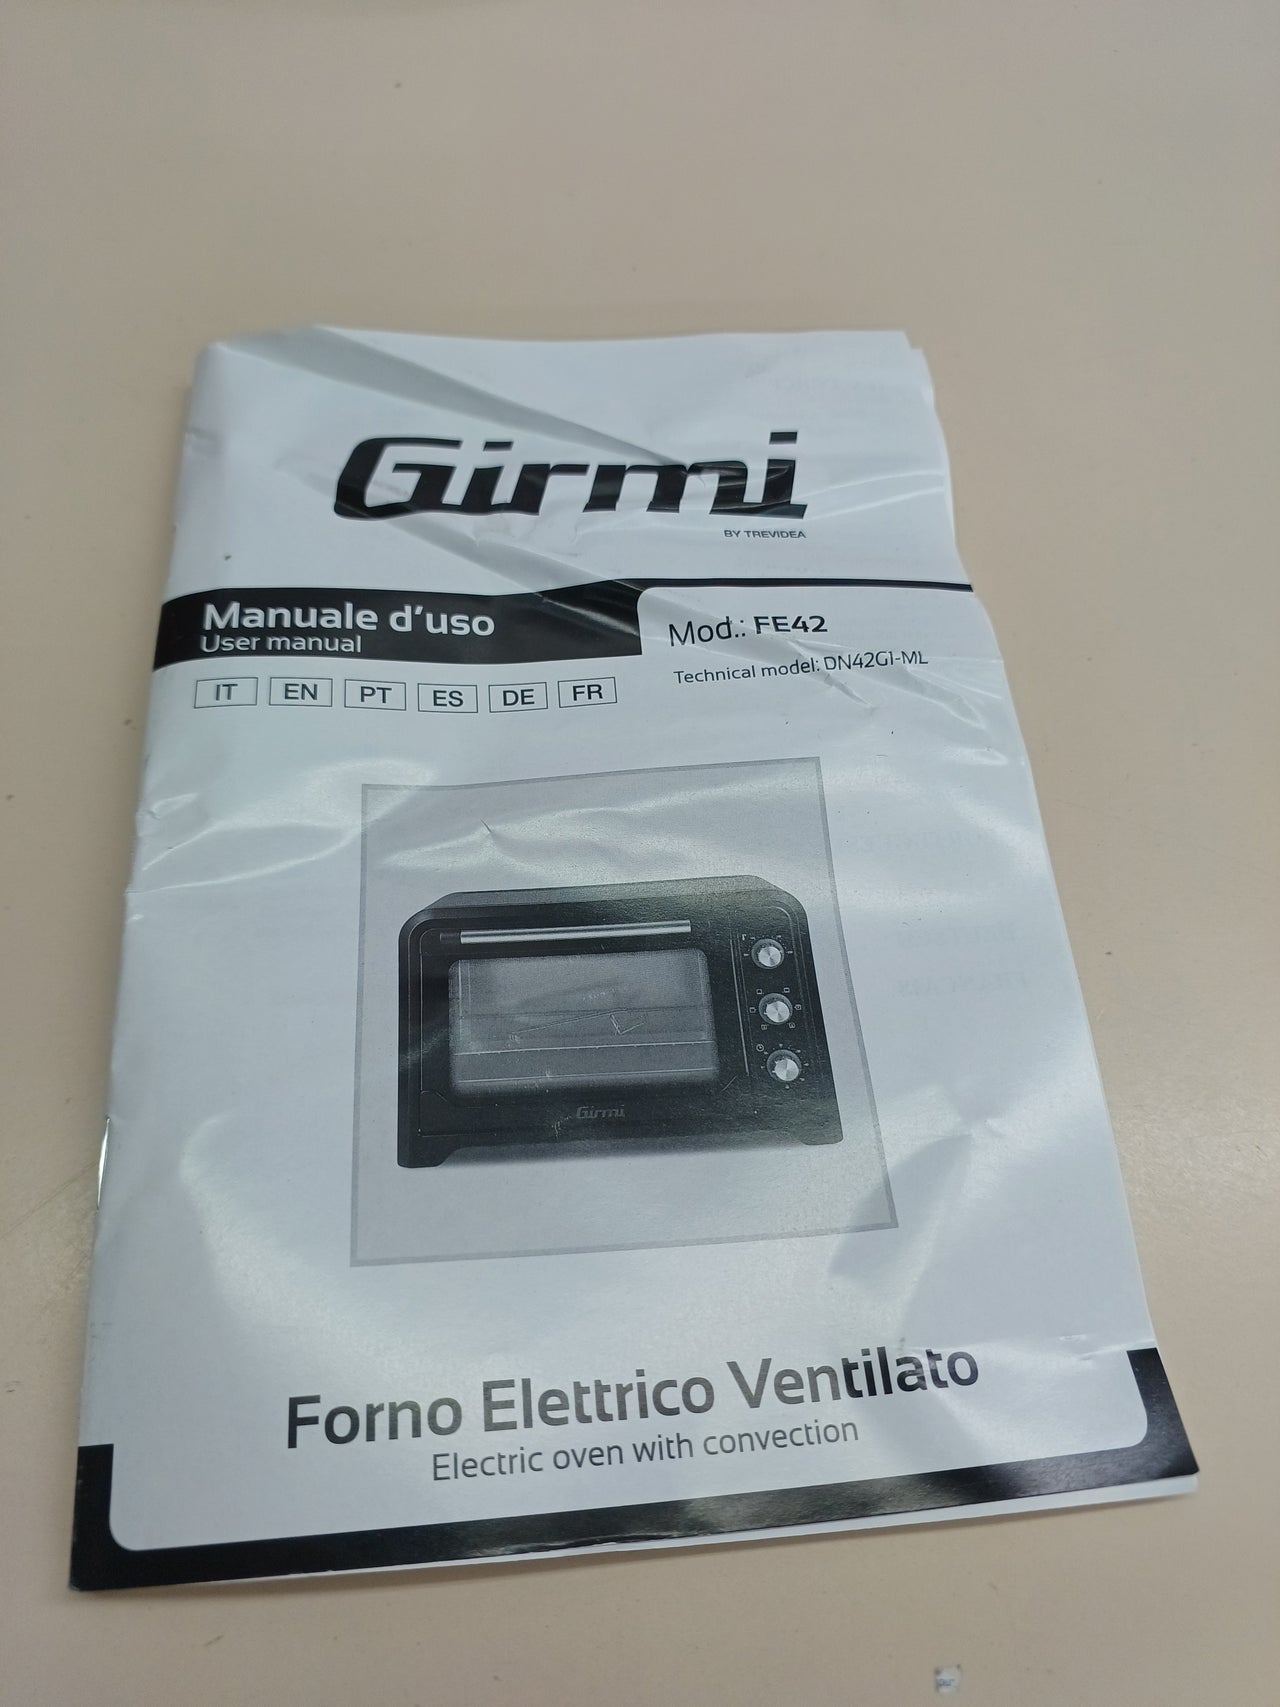 Girmi
BY TREVIDEA
Manuale d'uso
User manual
Mod.: FE42
Technical model: DN42G1-ML
IT EN PT ES DE FR
Girmi
Forno Elettrico Ventilato
Electric oven with convection